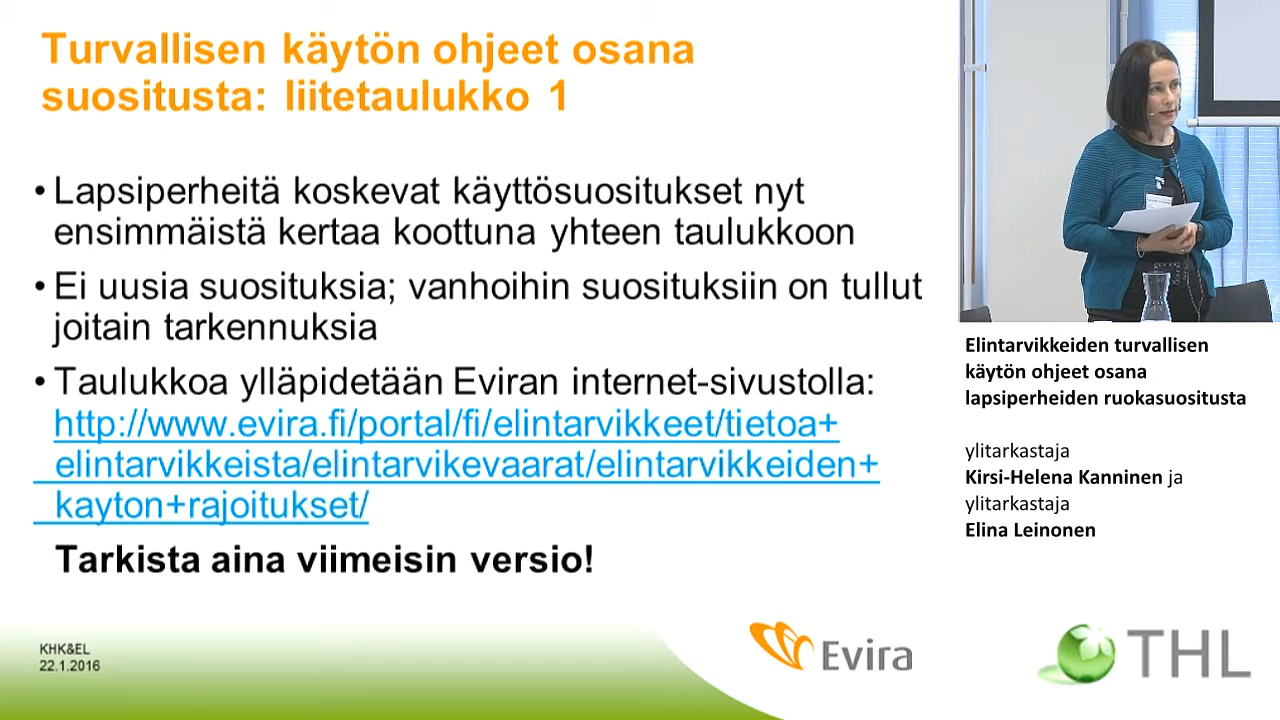 Turvallisen käytön ohjeet osana
suositusta: liitetaulukko 1
• Lapsiperheitä koskevat käyttösuositukset nyt
ensimmäistä kertaa koottuna yhteen taulukkoon
• Ei uusia suosituksia; vanhoihin suosituksiin on tullut
joitain tarkennuksia
• Taulukkoa ylläpidetään Eviran internet-sivustolla:
http://www.evira.fi/portal/fi/elintarvikkeet/tietoa+
elintarvikkeista/elintarvikevaarat/elintarvikkeiden+
kayton+rajoitukset/
Tarkista aina viimeisin versio!
KHK&EL
22.1.2016
Evira
Elintarvikkeiden turvallisen
käytön ohjeet osana
lapsiperheiden ruokasuositusta
ylitarkastaja
Kirsi-Helena Kanninen ja
ylitarkastaja
Elina Leinonen
THL